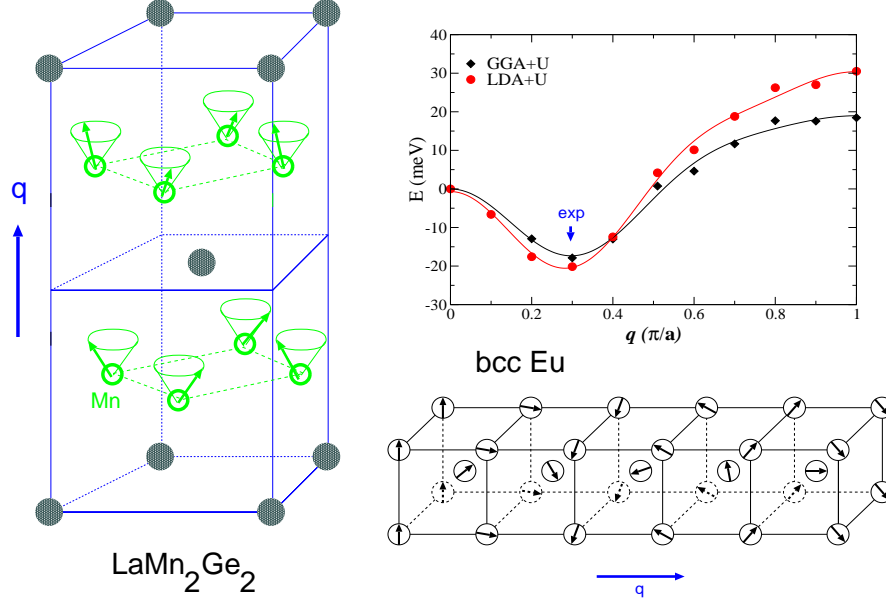 q
Mn
LaMn2Ge2
E (meV)
40
30
20
10
0
-10
-20
-30
GGA+U
LDA+U
exp
0
0.2
0.4
0.6
0.8
1
q (π/a)
bcc Eu
q